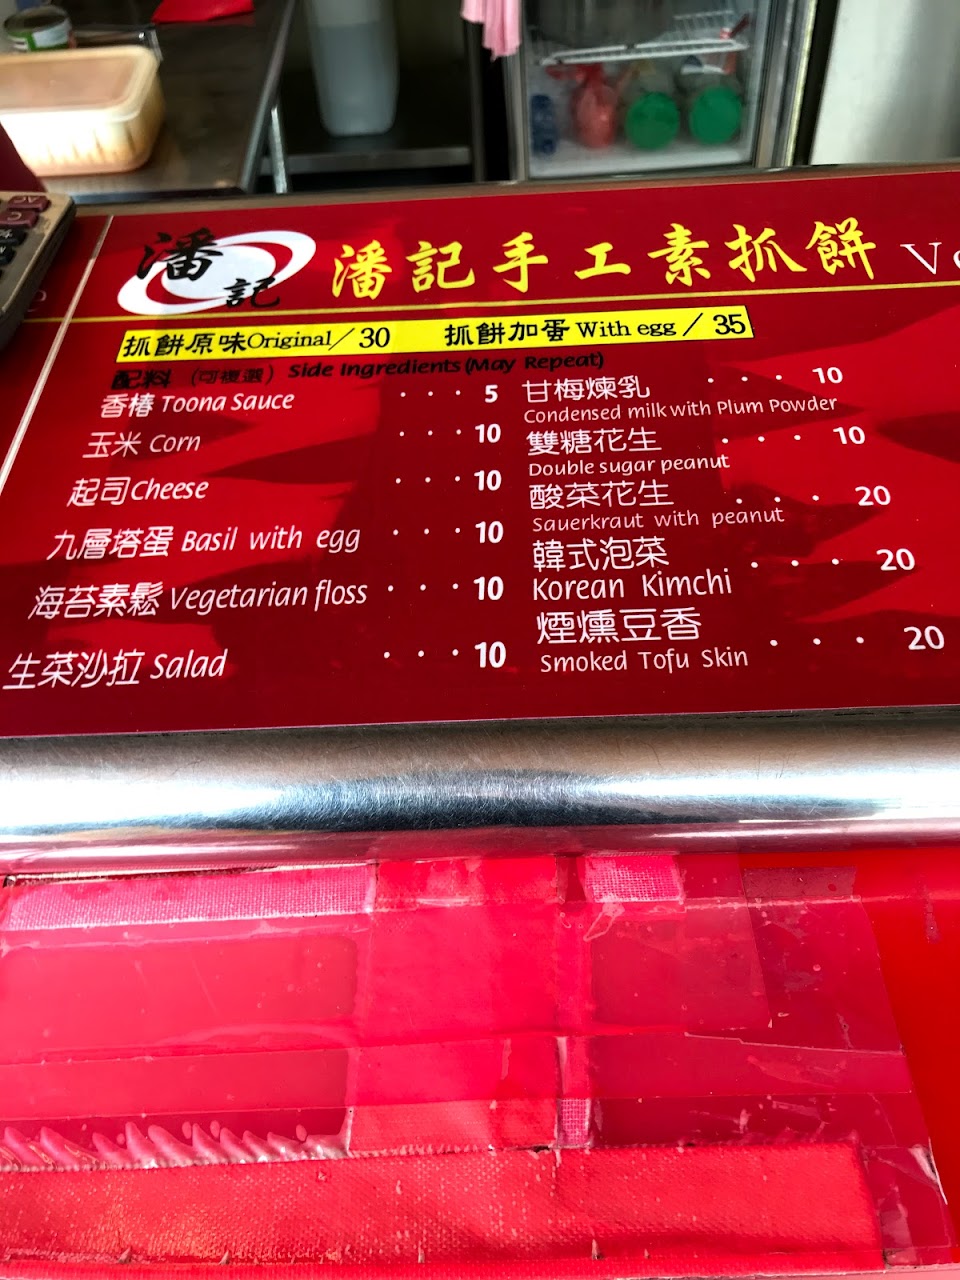 潘記
潘記手工素抓餅 Ve
抓餅原味Original/30 抓餅加蛋With egg/35
配料（可複選）Side Ingredients(May Repeat)
香椿 Toona Sauce ・・・5
玉米 Corn ・・・10
起司Cheese ・・・10
九層塔蛋 Basil with egg ・・・10
海苔素鬆 Vegetarian floss ・・・10
生菜沙拉 Salad ・・・10
甘梅煉乳 ・・・10
Condensed milk with Plum Powder
雙糖花生 ・・・10
Double sugar peanut
酸菜花生 ・・・20
Sauerkraut with peanut
韓式泡菜 ・・・20
Korean Kimchi
煙燻豆香 ・・・20
Smoked Tofu Skin